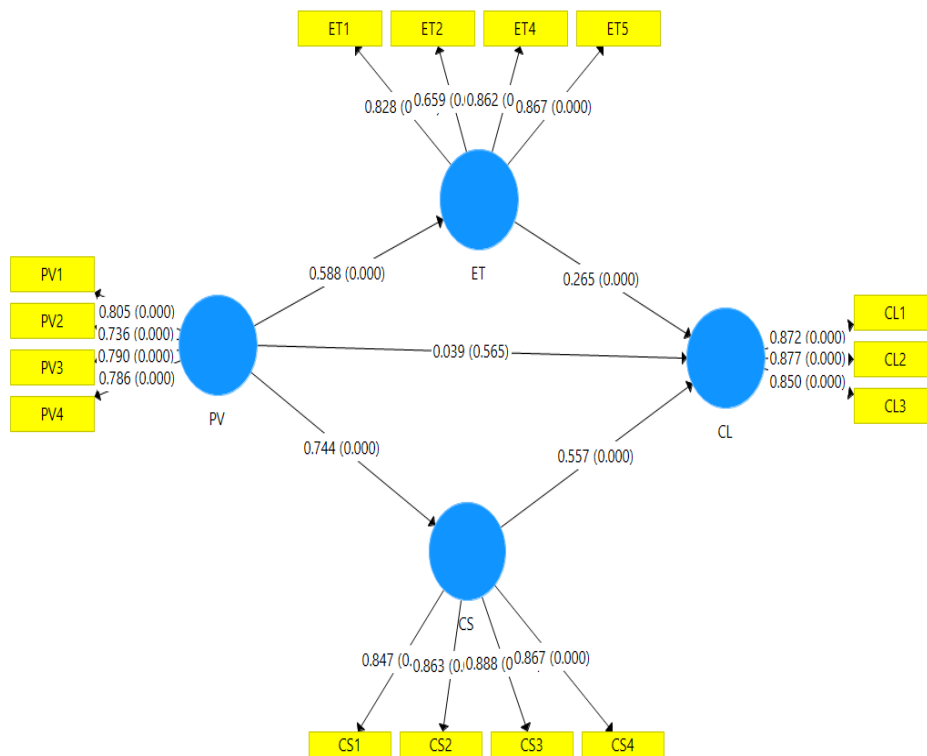 ET1 ET2 ET4 ET5
0.828 (0 0.659 (0.0 0.862 (0. 0.867 (0.000)
ET
0.588 (0.000)
0.265 (0.000)
PV1
PV2
PV3
PV4
0.805 (0.000)
0.736 (0.000)
0.790 (0.000)
0.786 (0.000)
PV
0.039 (0.565)
0.872 (0.000)
0.877 (0.000)
0.850 (0.000)
CL1
CL2
CL3
CL
0.744 (0.000)
0.557 (0.000)
CS
0.847 (0. 0.863 (0. 0.888 (0. 0.867 (0.000)
CS1 CS2 CS3 CS4